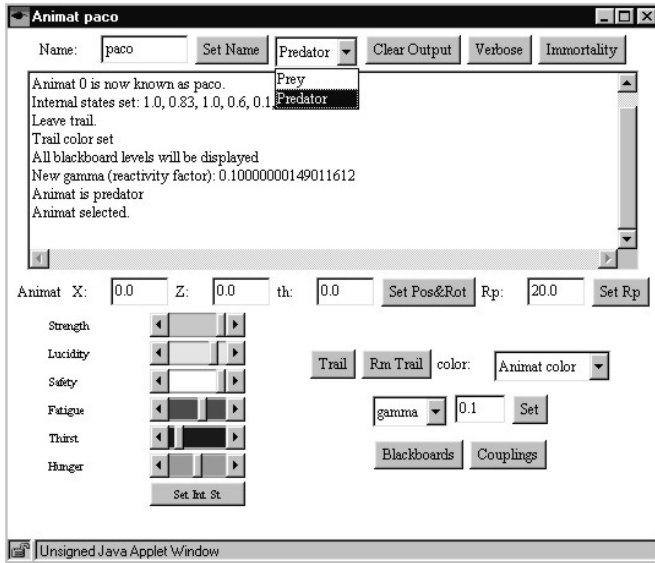 Animat paco
Name: paco Set Name Predator Clear Output Verbose Immortality
Prey
Predator
Animat 0 is now known as paco.
Internal states set: 1.0, 0.83, 1.0, 0.6, 0.1,
Leave trail.
Trail color set
All blackboard levels will be displayed
New gamma (reactivity factor): 0.10000000149011612
Animat is predator
Animat selected.
Animat X: 0.0 Z: 0.0 th: 0.0 Set Pos&Rot Rp: 20.0 Set Rp
Strength
Lucidity
Safety
Fatigue
Thirst
Hunger
Set Int St
Trail Rm Trail color: Animat color
gamma 0.1 Set
Blackboards Couplings
Unsigned Java Applet Window